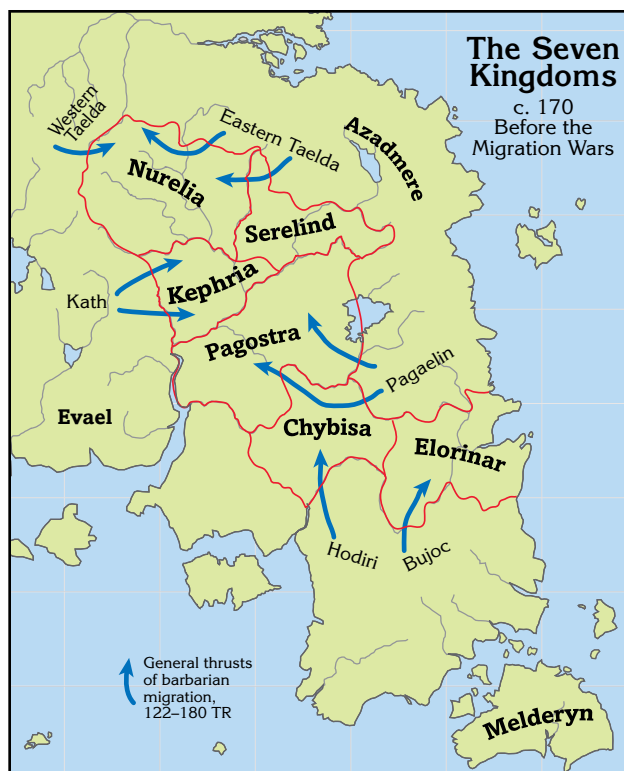 The Seven
Kingdoms
c. 170
Before the
Migration Wars
Western
Taelda
Eastern Taelda
Azadmere
Nurelia
Serelind
Kephria
Kath
Pagostra
Pagaelin
Evael
Chybisa
Elorinar
Hodiri
Bujoc
General thrusts
of barbarian
migration,
122–180 TR
Melderyn